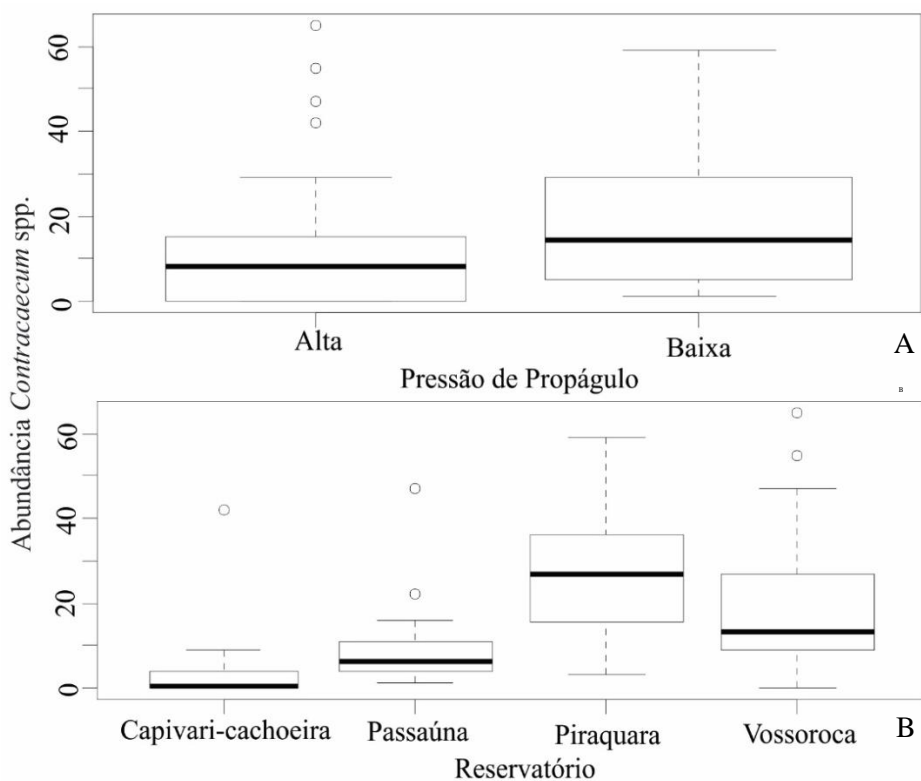 Abundância Contracaecum spp.
60
40
20
0
Alta
Baixa
A
Pressão de Propágulo
B
60
40
20
0
Capivari-cachoeira
Passaúna
Piraquara
Vossoroca
B
Reservatório